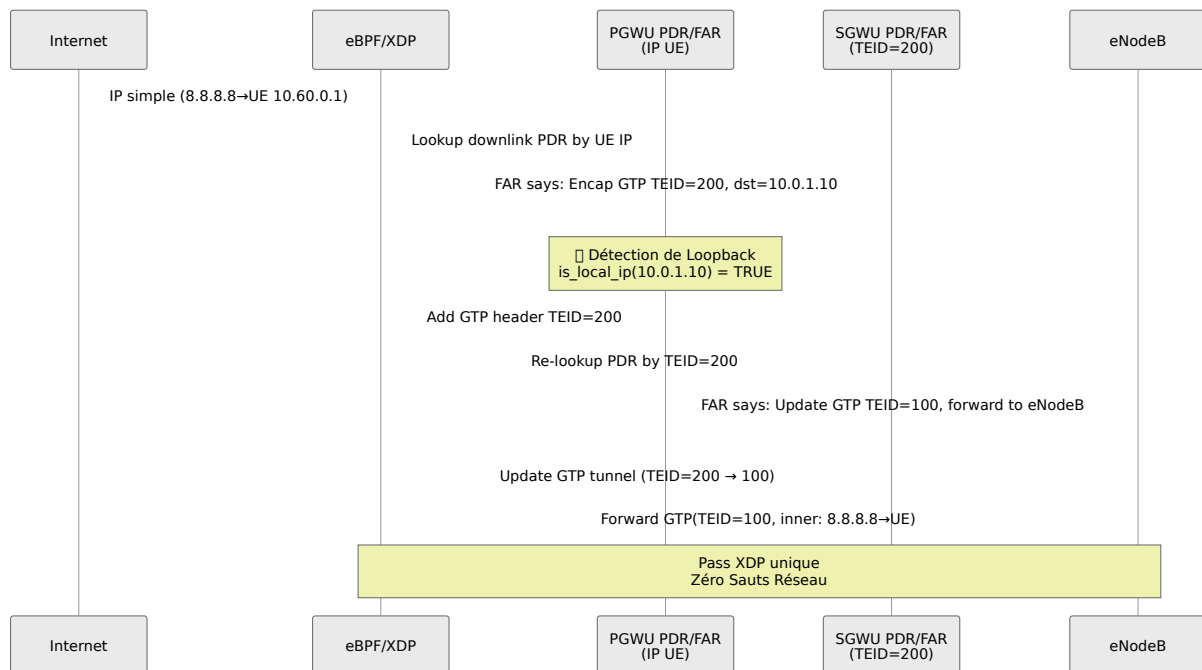 Internet
eBPF/XDP
PGWU PDR/FAR
(IP UE)
SGWU PDR/FAR
(TEID=200)
eNodeB
IP simple (8.8.8.8→UE 10.60.0.1)
Lookup downlink PDR by UE IP
FAR says: Encap GTP TEID=200, dst=10.0.1.10
Détection de Loopback
is_local_ip(10.0.1.10) = TRUE
Add GTP header TEID=200
Re-lookup PDR by TEID=200
FAR says: Update GTP TEID=100, forward to eNodeB
Update GTP tunnel (TEID=200 → 100)
Forward GTP(TEID=100, inner: 8.8.8.8→UE)
Pass XDP unique
Zéro Sauts Réseau
Internet
eBPF/XDP
PGWU PDR/FAR
(IP UE)
SGWU PDR/FAR
(TEID=200)
eNodeB